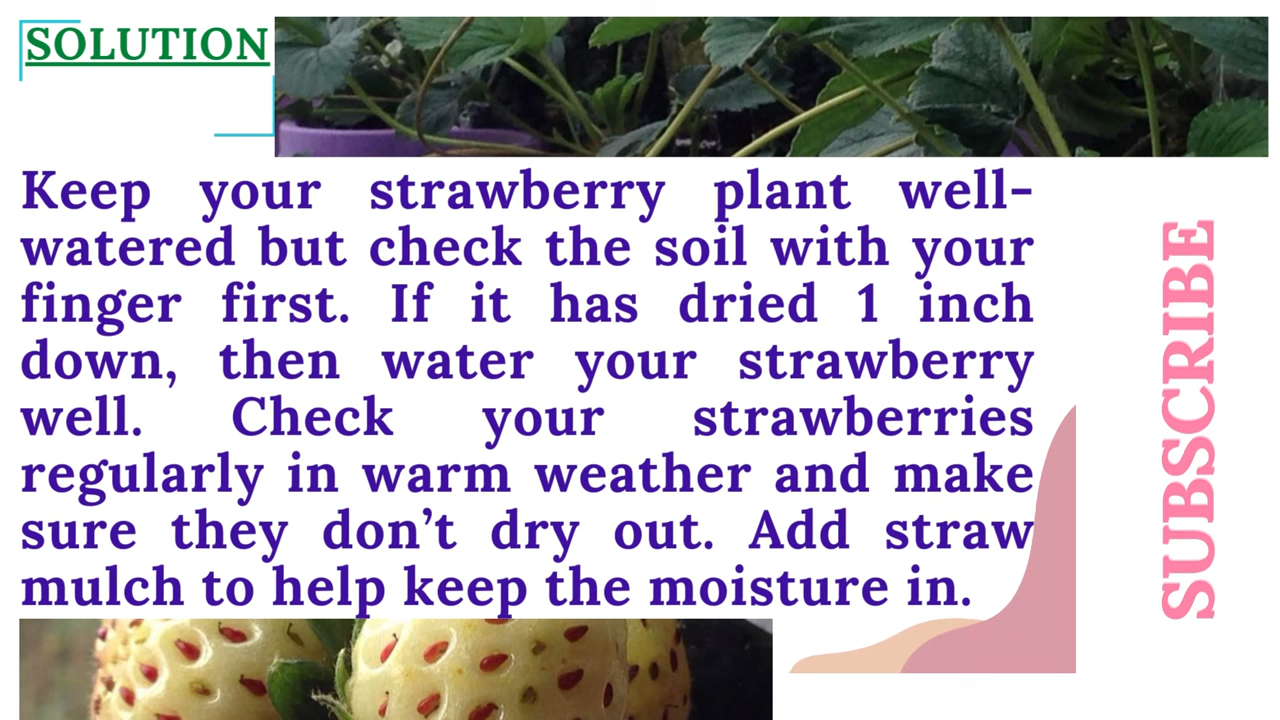 SOLUTION
Keep your strawberry plant well-
watered but check the soil with your
finger first. If it has dried 1 inch
down, then water your strawberry
well. Check your strawberries
regularly in warm weather and make
sure they don’t dry out. Add straw
mulch to help keep the moisture in.
SUBSCRIBE